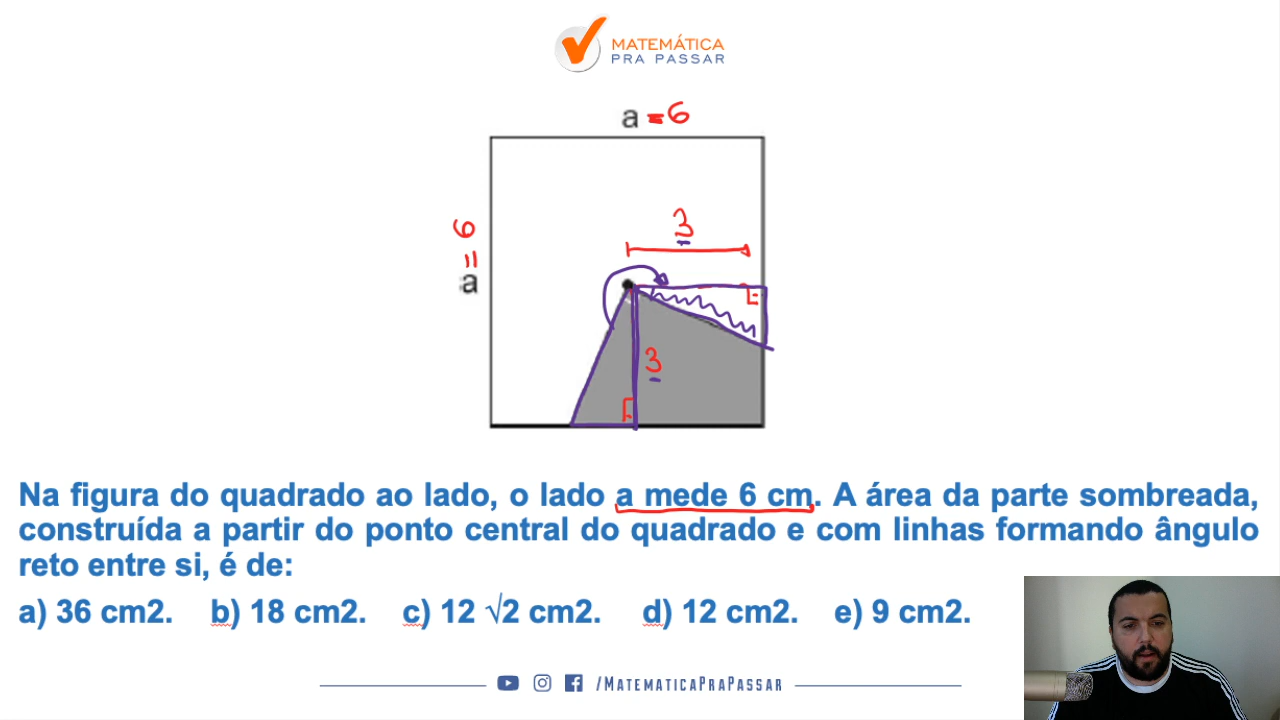 MATEMÁTICA
PRA PASSAR
a = 6
3
a = 6
3
Na figura do quadrado ao lado, o lado a mede 6 cm. A área da parte sombreada,
construída a partir do ponto central do quadrado e com linhas formando ângulo
reto entre si, é de:
a) 36 cm2. b) 18 cm2. c) 12 √2 cm2. d) 12 cm2. e) 9 cm2.
/MATEMATICAPRAPASSAR